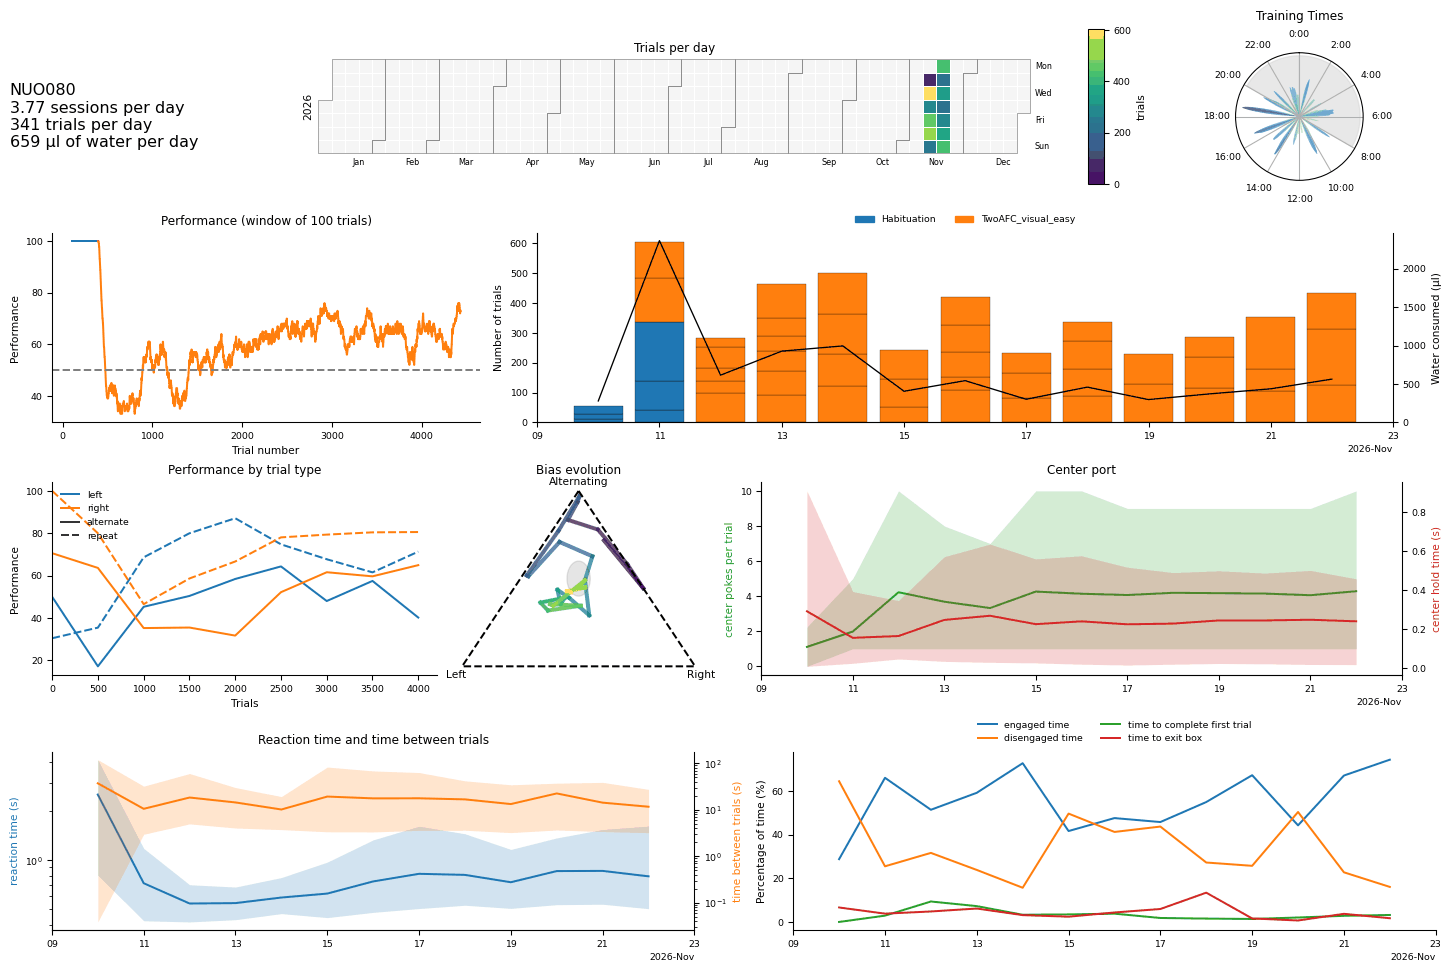 NUO080
3.77 sessions per day
341 trials per day
659 µl of water per day
Trials per day
2026
Mon
Wed
Fri
Sun
Jan Feb Mar Apr May Jun Jul Aug Sep Oct Nov Dec
600
400
200
0
trials
Training Times
0:00
2:00
4:00
6:00
8:00
10:00
12:00
14:00
16:00
18:00
20:00
22:00
Performance (window of 100 trials)
Performance
100
80
60
40
0 1000 2000 3000 4000
Trial number
Habituation TwoAFC_visual_easy
Number of trials
600
500
400
300
200
100
0
2000
1500
1000
500
0
Water consumed (µl)
09 11 13 15 17 19 21 23
2026-Nov
Performance by trial type
Performance
100
80
60
40
20
left
right
alternate
repeat
0 500 1000 1500 2000 2500 3000 3500 4000
Trials
Bias evolution
Alternating
Left Right
Center port
center pokes per trial
10
8
6
4
2
0
0.8
0.6
0.4
0.2
0.0
center hold time (s)
09 11 13 15 17 19 21 23
2026-Nov
Reaction time and time between trials
reaction time (s)
10⁰
10²
10¹
10⁰
10⁻¹
time between trials (s)
09 11 13 15 17 19 21 23
2026-Nov
engaged time time to complete first trial
disengaged time time to exit box
Percentage of time (%)
60
40
20
0
09 11 13 15 17 19 21 23
2026-Nov